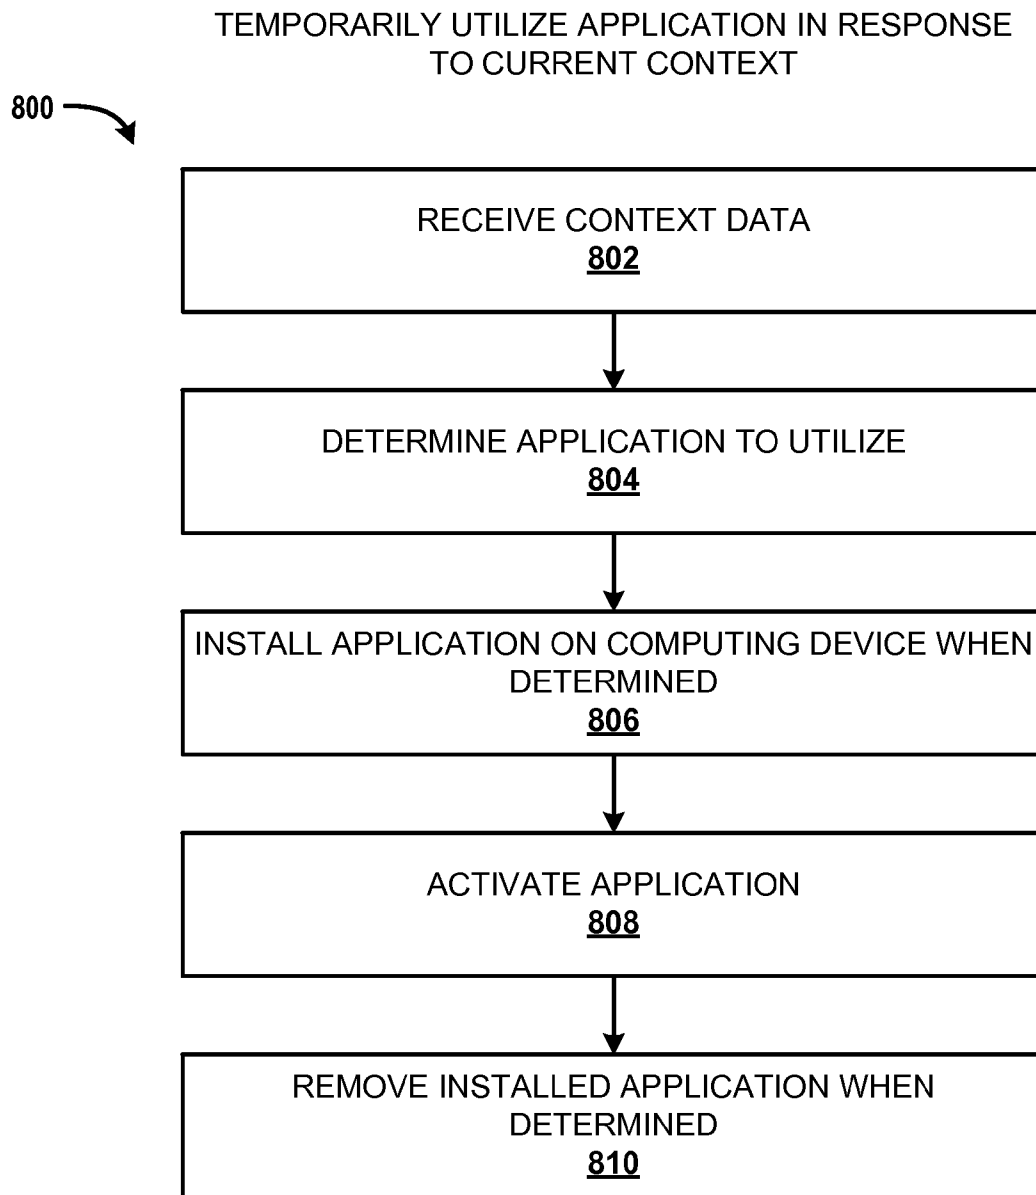 TEMPORARILY UTILIZE APPLICATION IN RESPONSE
TO CURRENT CONTEXT
800
RECEIVE CONTEXT DATA
802
DETERMINE APPLICATION TO UTILIZE
804
INSTALL APPLICATION ON COMPUTING DEVICE WHEN
DETERMINED
806
ACTIVATE APPLICATION
808
REMOVE INSTALLED APPLICATION WHEN
DETERMINED
810